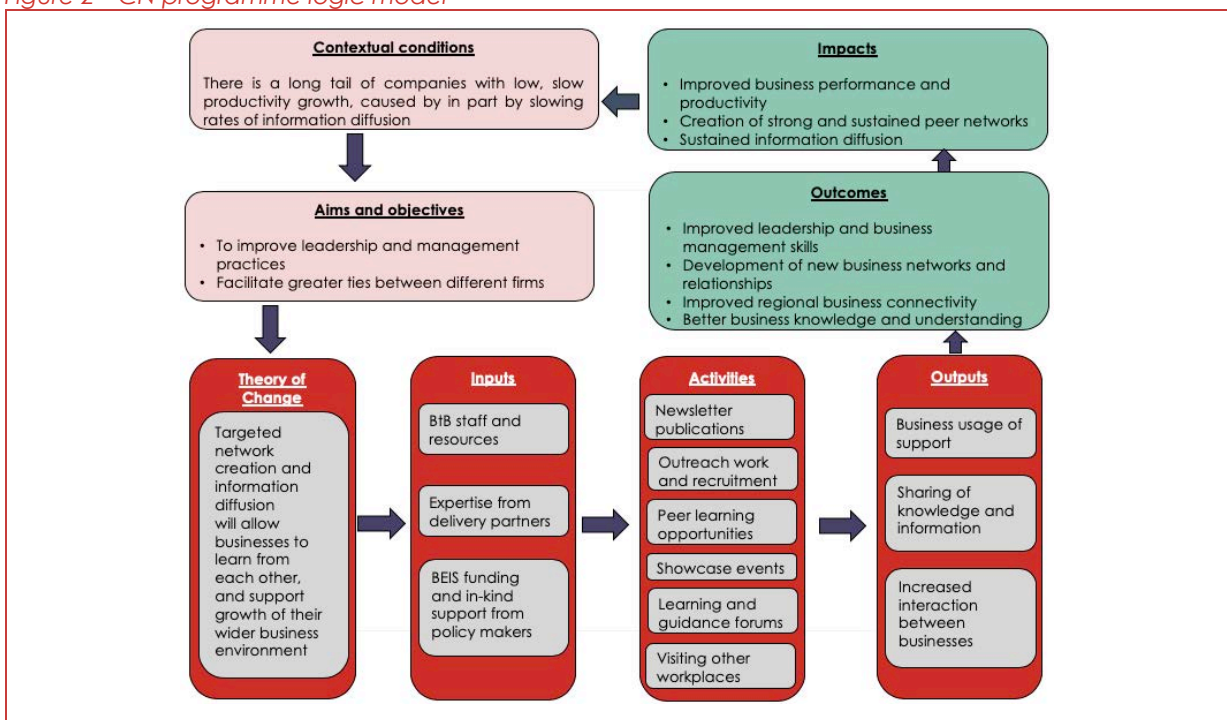 Contextual conditions
There is a long tail of companies with low, slow
productivity growth, caused by in part by slowing
rates of information diffusion
Aims and objectives
• To improve leadership and management
practices
• Facilitate greater ties between different firms
Theory of
Change
Targeted
network
creation and
information
diffusion
will allow
businesses to
learn from
each other,
and support
growth of their
wider business
environment
Inputs
BtB staff and
resources
Expertise from
delivery partners
BEIS funding
and in-kind
support from
policy makers
Activities
Newsletter
publications
Outreach work
and recruitment
Peer learning
opportunities
Showcase events
Learning and
guidance forums
Visiting other
workplaces
Outputs
Business usage of
support
Sharing of
knowledge and
information
Increased
interaction
between
businesses
Outcomes
• Improved leadership and business
management skills
• Development of new business networks and
relationships
• Improved regional business connectivity
• Better business knowledge and understanding
Impacts
• Improved business performance and
productivity
• Creation of strong and sustained peer networks
• Sustained information diffusion